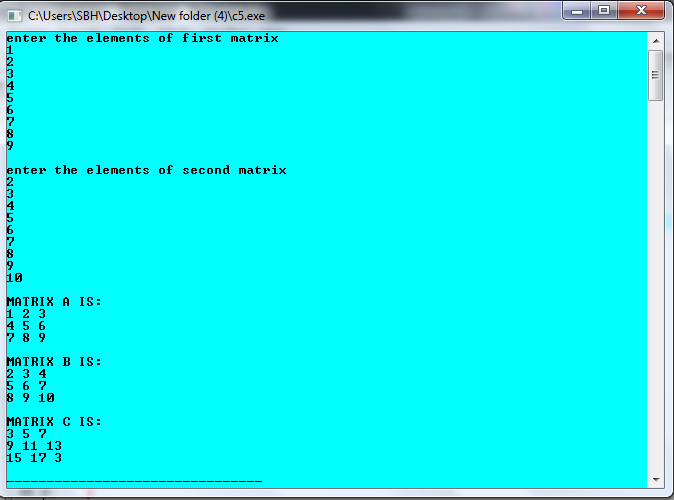 C:\Users\SBH\Desktop\New folder (4)\c5.exe
enter the elements of first matrix
1
2
3
4
5
6
7
8
9
enter the elements of second matrix
2
3
4
5
6
7
8
9
10
MATRIX A IS:
1 2 3
4 5 6
7 8 9
MATRIX B IS:
2 3 4
5 6 7
8 9 10
MATRIX C IS:
3 5 7
9 11 13
15 17 3
--------------------------------